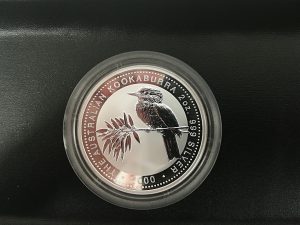 THE AUSTRALIAN KOOKABURRA 2oz 999 SILVER